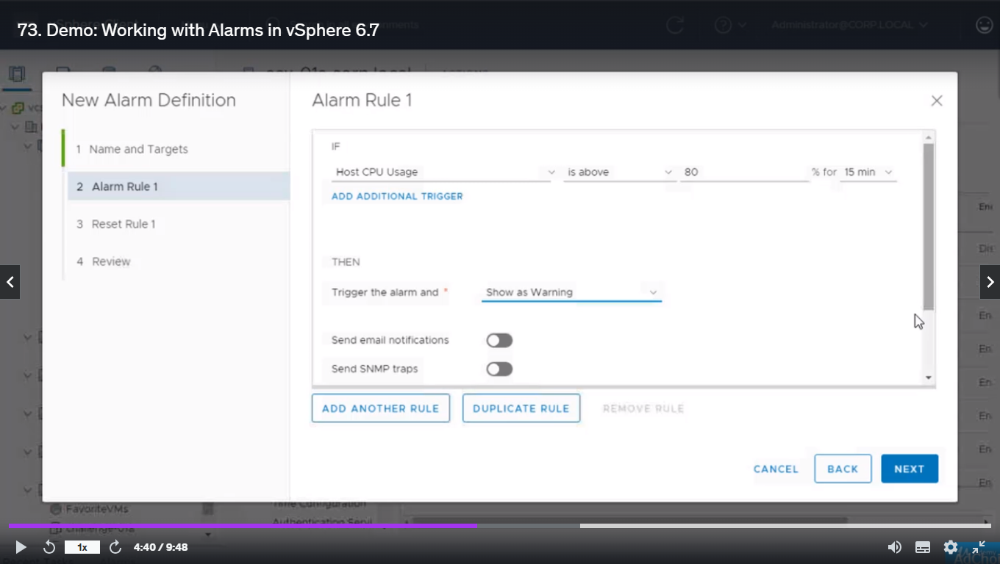 73. Demo: Working with Alarms in vSphere 6.7
Administrator@CORP.LOCAL
New Alarm Definition
1 Name and Targets
2 Alarm Rule 1
3 Reset Rule 1
4 Review
Alarm Rule 1
IF
Host CPU Usage is above 80 % for 15 min
ADD ADDITIONAL TRIGGER
THEN
Trigger the alarm and * Show as Warning
Send email notifications
Send SNMP traps
ADD ANOTHER RULE DUPLICATE RULE REMOVE RULE
CANCEL BACK NEXT
FavoriteVMs
Time Configuration
1x 4:40 / 9:48